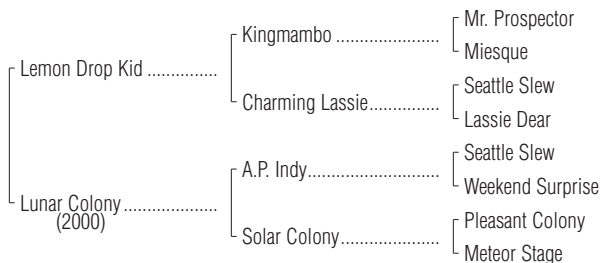 Mr. Prospector
Kingmambo ......................
Miesque
Lemon Drop Kid ...............
Seattle Slew
Charming Lassie...............
Lassie Dear
Seattle Slew
A.P. Indy............................
Weekend Surprise
Lunar Colony ....................
(2000)
Pleasant Colony
Solar Colony.....................
Meteor Stage